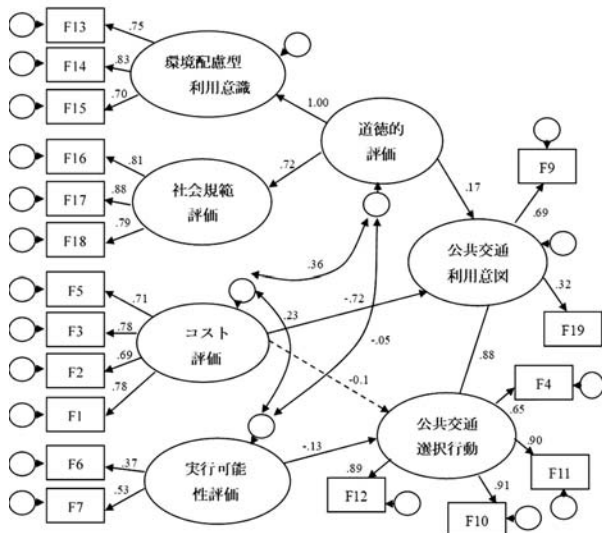 F13
.75
F14
.83
F15
.70
環境配慮型
利用意識
1.00
道徳的
評価
F16
.81
F17
.88
F18
.79
社会規範
評価
.72
.17
F9
.69
公共交通
利用意図
.32
F19
.36
F5
.71
F3
.78
F2
.69
F1
.78
コスト
評価
.23
-.72
-.05
-0.1
.88
F4
.65
公共交通
選択行動
.90
F11
.89
F12
.91
F10
F6
.37
F7
.53
実行可能
性評価
-.13